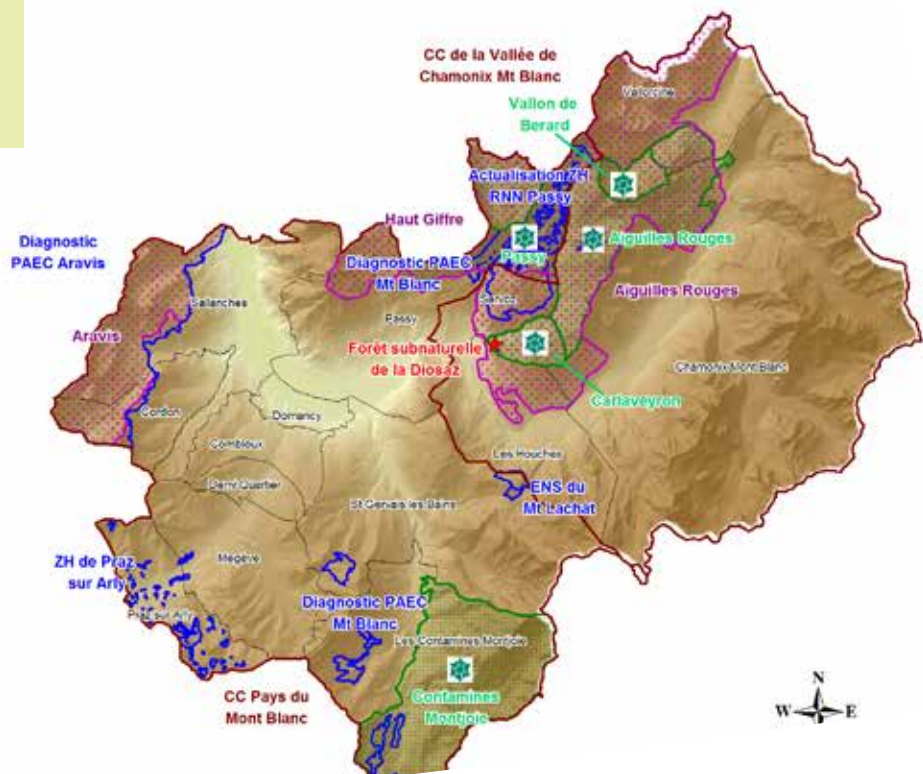 CC de la Vallée de
Chamonix Mt Blanc
Vallorcine
Vallon de
Berard
Actualisation ZH
RNN Passy
Haut Giffre
Diagnostic
PAEC Aravis
Aiguilles Rouges
Passy
Diagnostic PAEC
Mt Blanc
Servoz
Aiguilles Rouges
Sallanches
Passy
Aravis
Forêt subnaturelle
de la Diosaz
Chamonix Mont Blanc
Carlaveyron
Cordon
Domancy
Combloux
Les Houches
Demi Quartier
ENS du
Mt Lachat
St Gervais les Bains
ZH de Praz
sur Arly
Megève
Diagnostic PAEC
Mt Blanc
Praz sur Arly
Les Contamines Montjoie
CC Pays du
Mont Blanc
Contamines
Montjoie
N
W
E
S